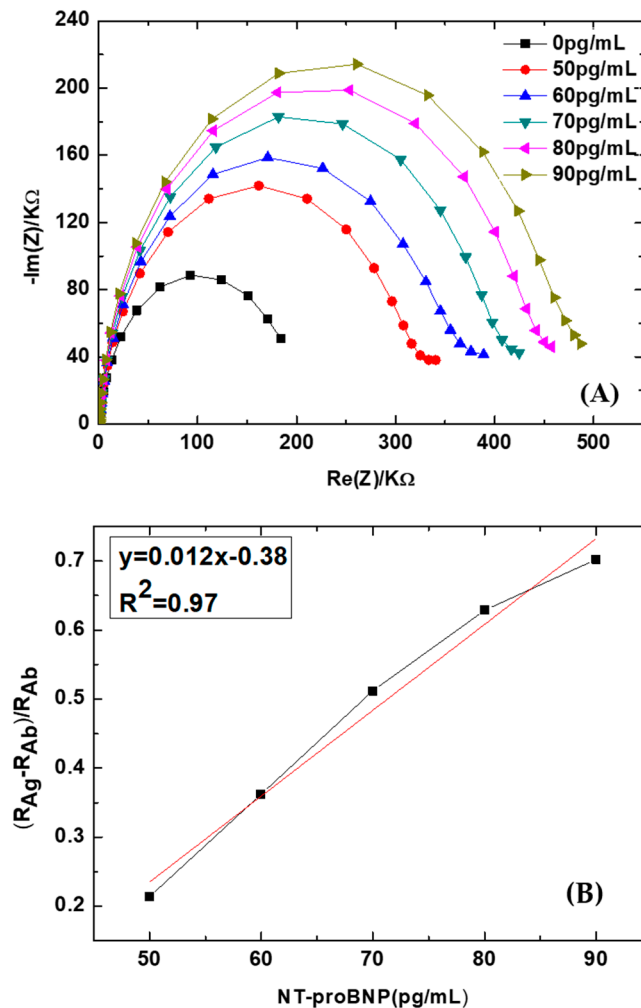 -240
-200
-160
-120
-80
-40
0
0 100 200 300 400 500
-Im(Z)/KΩ
Re(Z)/KΩ
0pg/mL
50pg/mL
60pg/mL
70pg/mL
80pg/mL
90pg/mL
(A)
y=0.012x-0.38
R²=0.97
0.7
0.6
0.5
0.4
0.3
0.2
50 60 70 80 90
(R_Ag-R_Ab)/R_Ab
NT-proBNP(pg/mL)
(B)